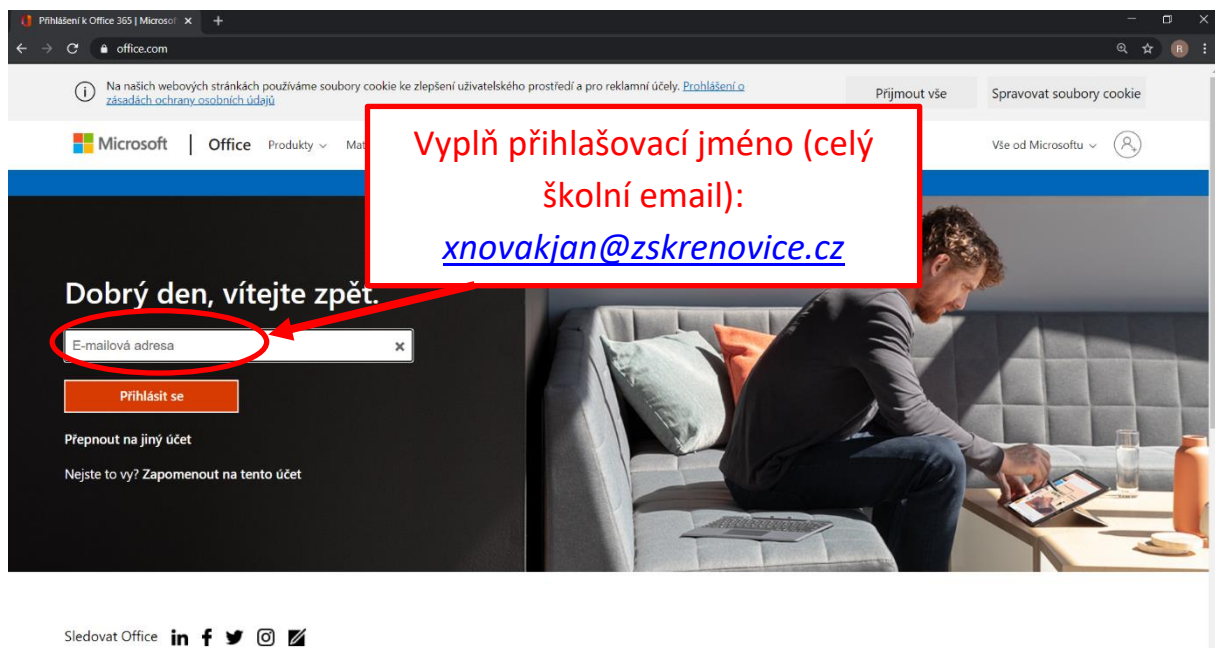 Přihlášení k Office 365 | Microsof
office.com
R
Na našich webových stránkách používáme soubory cookie ke zlepšení uživatelského prostředí a pro reklamní účely. Prohlášení o
zásadách ochrany osobních údajů
Přijmout vše
Spravovat soubory cookie
Microsoft | Office Produkty Mat
Vše od Microsoftu
Vyplň přihlašovací jméno (celý
školní email):
xnovakjan@zskrenovice.cz
Dobrý den, vítejte zpět.
E-mailová adresa
Přihlásit se
Přepnout na jiný účet
Nejste to vy? Zapomenout na tento účet
Sledovat Office